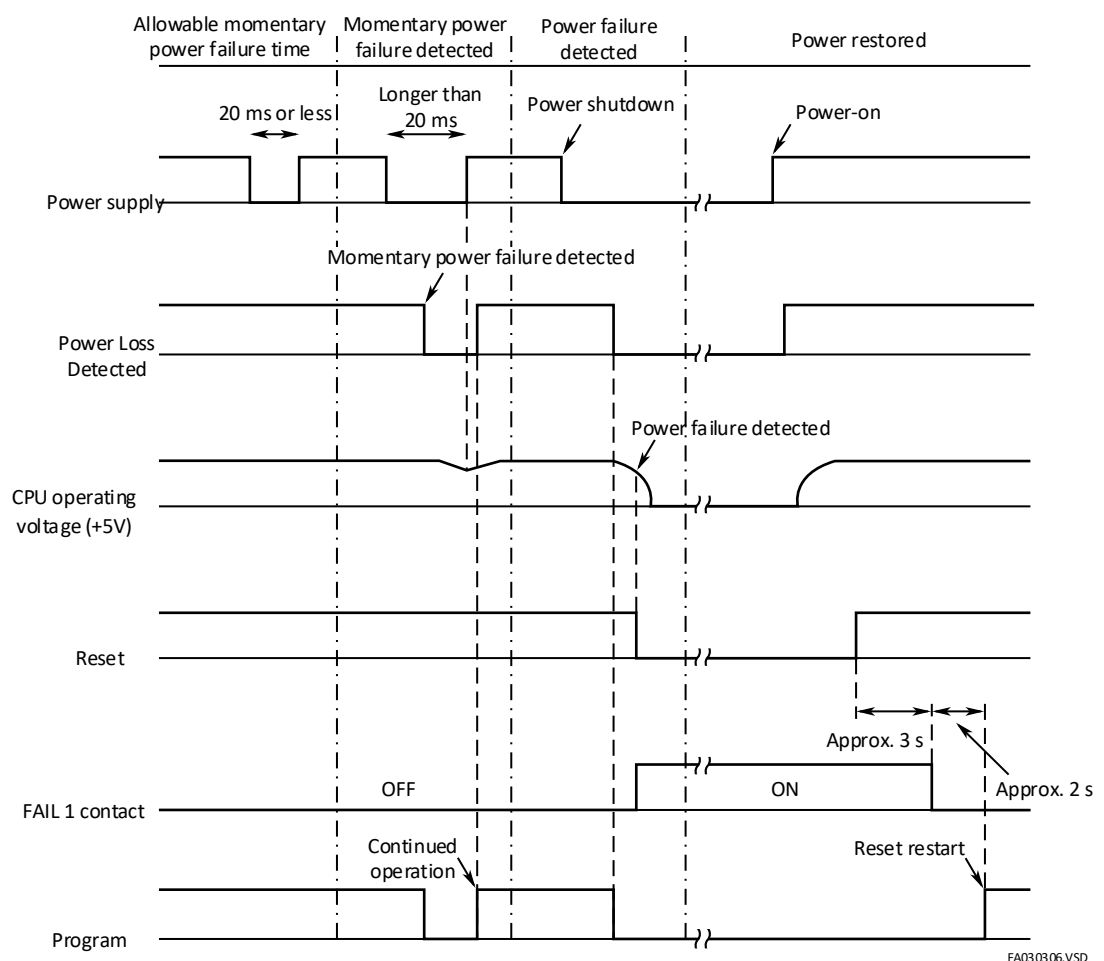 Allowable momentary
power failure time
Momentary power
failure detected
Power failure
detected
Power restored
20 ms or less
Longer than
20 ms
Power shutdown
Power-on
Power supply
Momentary power failure detected
Power Loss
Detected
Power failure detected
CPU operating
voltage (+5V)
Reset
Approx. 3 s
Approx. 2 s
OFF
ON
FAIL 1 contact
Continued
operation
Reset restart
Program
FA030306.VSD